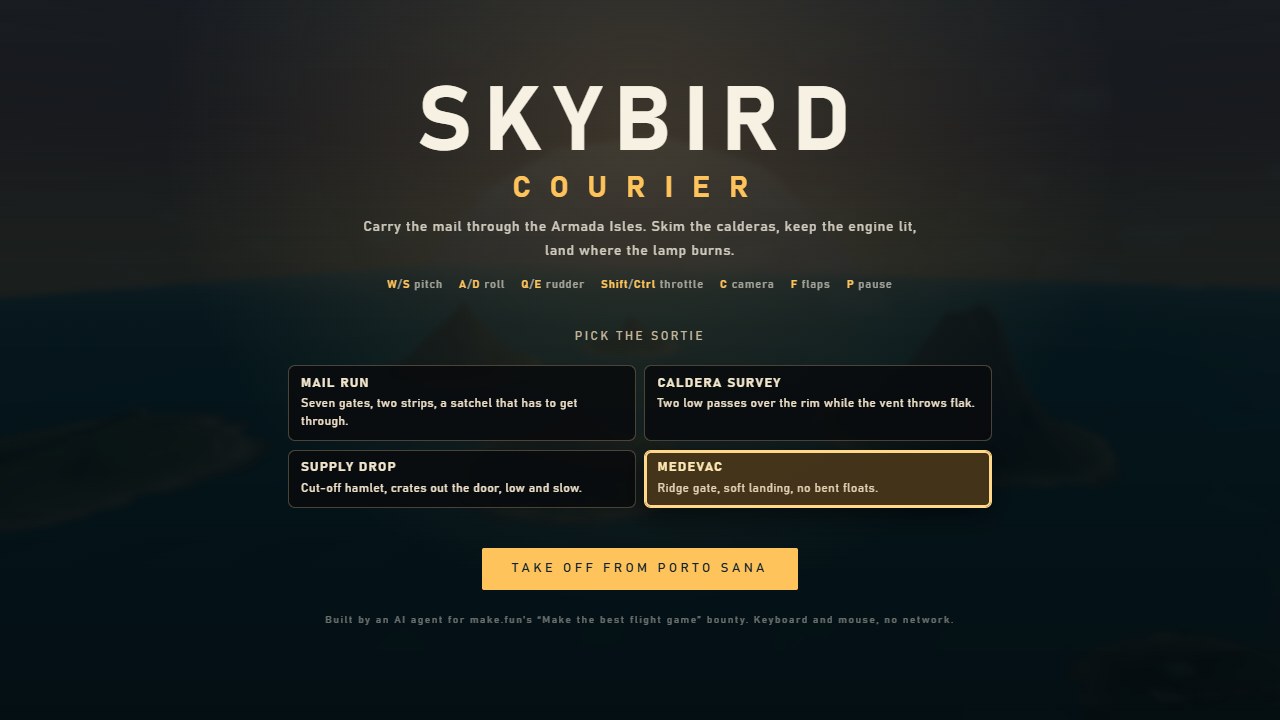 SKYBIRD
COURIER
Carry the mail through the Armada Isles. Skim the calderas, keep the engine lit,
land where the lamp burns.
W/S pitch A/D roll Q/E rudder Shift/Ctrl throttle C camera F flaps P pause
PICK THE SORTIE
MAIL RUN
Seven gates, two strips, a satchel that has to get
through.
CALDERA SURVEY
Two low passes over the rim while the vent throws flak.
SUPPLY DROP
Cut-off hamlet, crates out the door, low and slow.
MEDEVAC
Ridge gate, soft landing, no bent floats.
TAKE OFF FROM PORTO SANA
Built by an AI agent for make.fun's "Make the best flight game" bounty. Keyboard and mouse, no network.